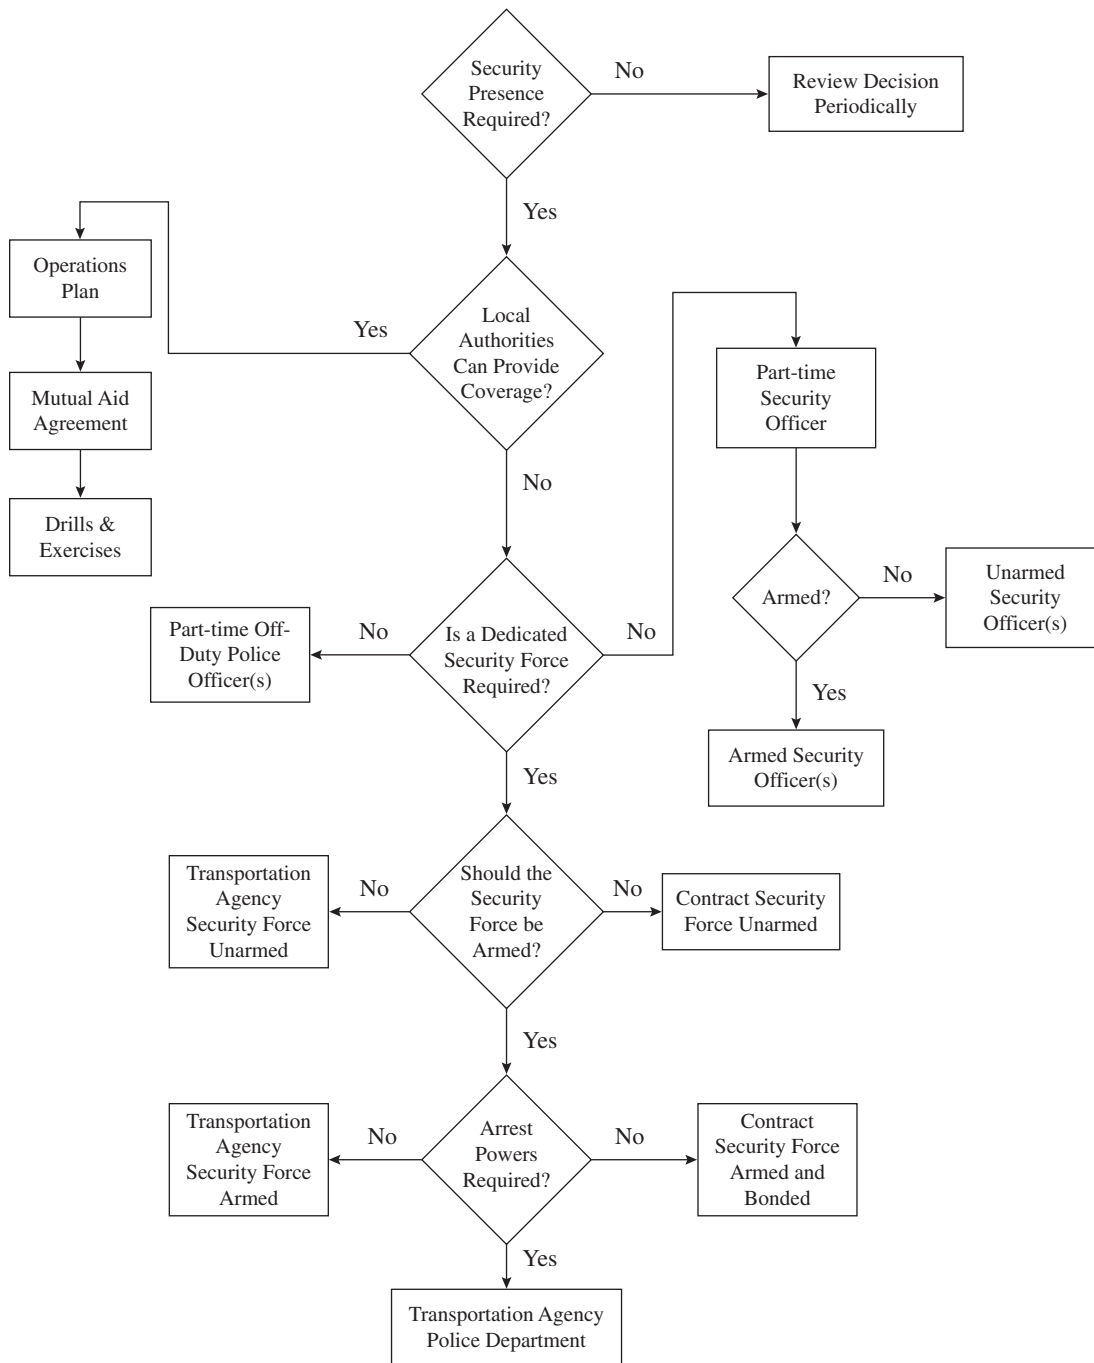 Security
Presence
Required?
No
Review Decision
Periodically
Yes
Operations
Plan
Yes
Local
Authorities
Can Provide
Coverage?
Part-time
Security
Officer
Mutual Aid
Agreement
No
Drills &
Exercises
Armed?
No
Unarmed
Security
Officer(s)
Part-time Off-
Duty Police
Officer(s)
No
Is a Dedicated
Security Force
Required?
No
Yes
Armed Security
Officer(s)
Yes
Transportation
Agency
Security Force
Unarmed
No
Should the
Security
Force be
Armed?
No
Contract Security
Force Unarmed
Yes
Transportation
Agency
Security Force
Armed
No
Arrest
Powers
Required?
No
Contract
Security Force
Armed and
Bonded
Yes
Transportation Agency
Police Department